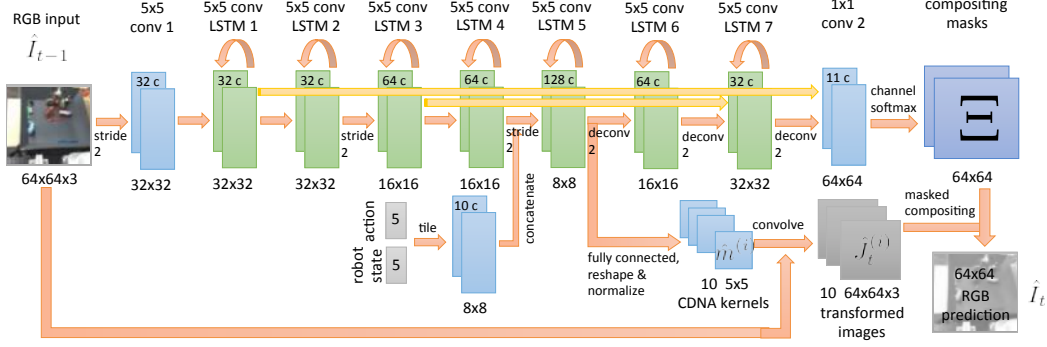 RGB input
5x5
conv 1
5x5 conv
LSTM 1
5x5 conv
LSTM 2
5x5 conv
LSTM 3
5x5 conv
LSTM 4
5x5 conv
LSTM 5
5x5 conv
LSTM 6
5x5 conv
LSTM 7
1x1
conv 2
compositing
masks
Î_{t−1}
32 c
32 c
32 c
64 c
64 c
128 c
64 c
32 c
11 c
channel
softmax
Ξ
stride
2
stride
2
stride
2
deconv
2
deconv
2
deconv
2
64x64x3
32x32
32x32
32x32
16x16
16x16
8x8
16x16
32x32
64x64
64x64
action
5
robot
state
5
tile
10 c
8x8
concatenate
fully connected,
reshape &
normalize
m̂^{(i)}
10 5x5
CDNA kernels
convolve
Ĵ_t^{(i)}
10 64x64x3
transformed
images
masked
compositing
64x64
RGB
prediction
Î_t